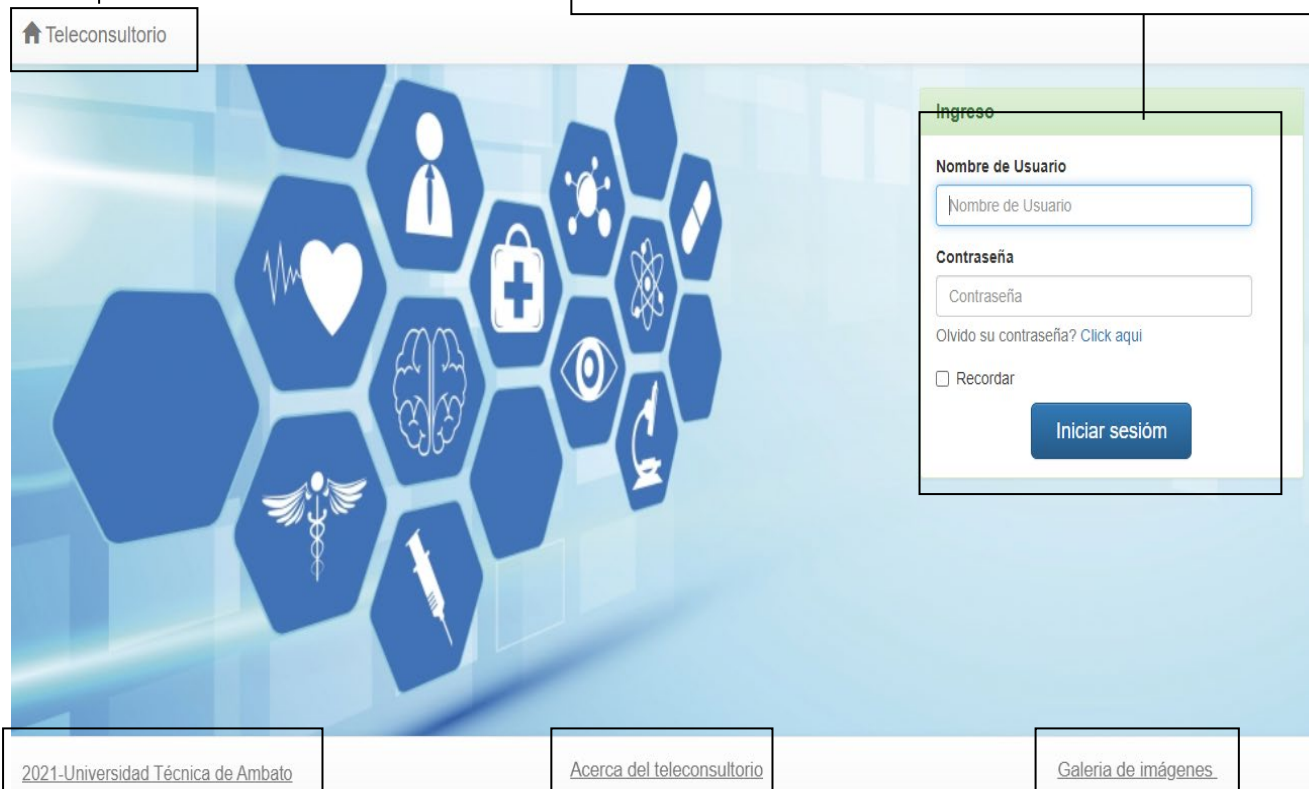 Teleconsultorio
Ingreso
Nombre de Usuario
Nombre de Usuario
Contraseña
Contraseña
Olvido su contraseña? Click aqui
Recordar
Iniciar sesióm
2021-Universidad Técnica de Ambato
Acerca del teleconsultorio
Galeria de imágenes